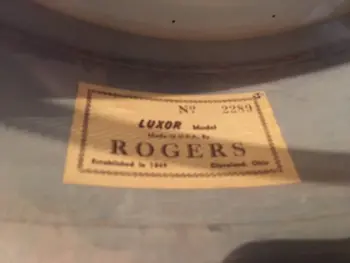 Nº 2289
LUXOR Model
Made in U.S.A. By
ROGERS
Established in 1849 Cleveland, Ohio